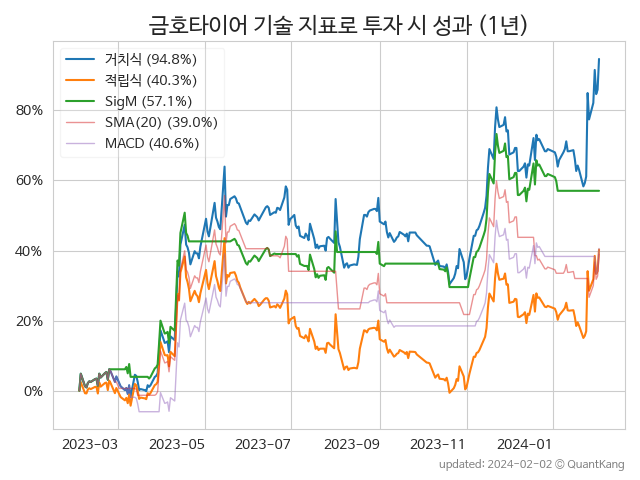 금호타이어 기술 지표로 투자 시 성과 (1년)
거치식 (94.8%)
적립식 (40.3%)
SigM (57.1%)
SMA(20) (39.0%)
MACD (40.6%)
80%
60%
40%
20%
0%
2023-03 2023-05 2023-07 2023-09 2023-11 2024-01
updated: 2024-02-02 © QuantKang